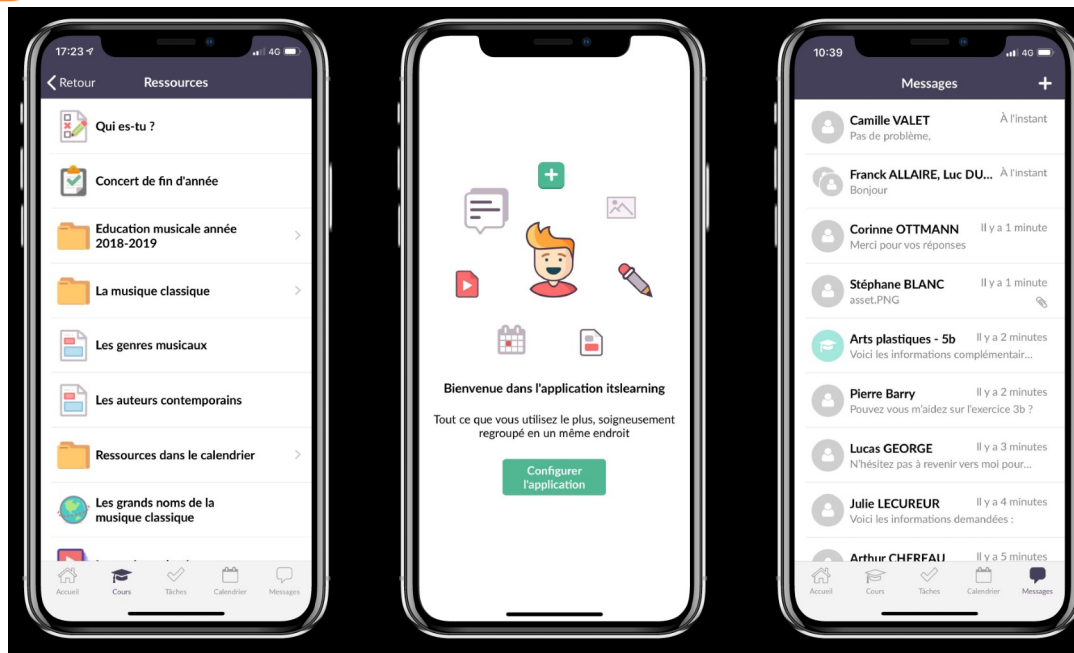 17:23
4G
Retour
Ressources
Qui es-tu ?
Concert de fin d'année
Education musicale année
2018-2019
La musique classique
Les genres musicaux
Les auteurs contemporains
Ressources dans le calendrier
Les grands noms de la
musique classique
Accueil
Cours
Tâches
Calendrier
Messages
Bienvenue dans l'application itslearning
Tout ce que vous utilisez le plus, soigneusement
regroupé en un même endroit
Configurer
l'application
10:39
4G
Messages
Camille VALET À l'instant
Pas de problème,
Franck ALLAIRE, Luc DU... À l'instant
Bonjour
Corinne OTTMANN Il y a 1 minute
Merci pour vos réponses
Stéphane BLANC Il y a 1 minute
asset.PNG
Arts plastiques - 5b Il y a 2 minutes
Voici les informations complémentair...
Pierre Barry Il y a 2 minutes
Pouvez vous m'aidez sur l'exercice 3b ?
Lucas GEORGE Il y a 3 minutes
N'hésitez pas à revenir vers moi pour...
Julie LECUREUR Il y a 4 minutes
Voici les informations demandées :
Arthur CHEREAU Il y a 5 minutes
Accueil
Cours
Tâches
Calendrier
Messages